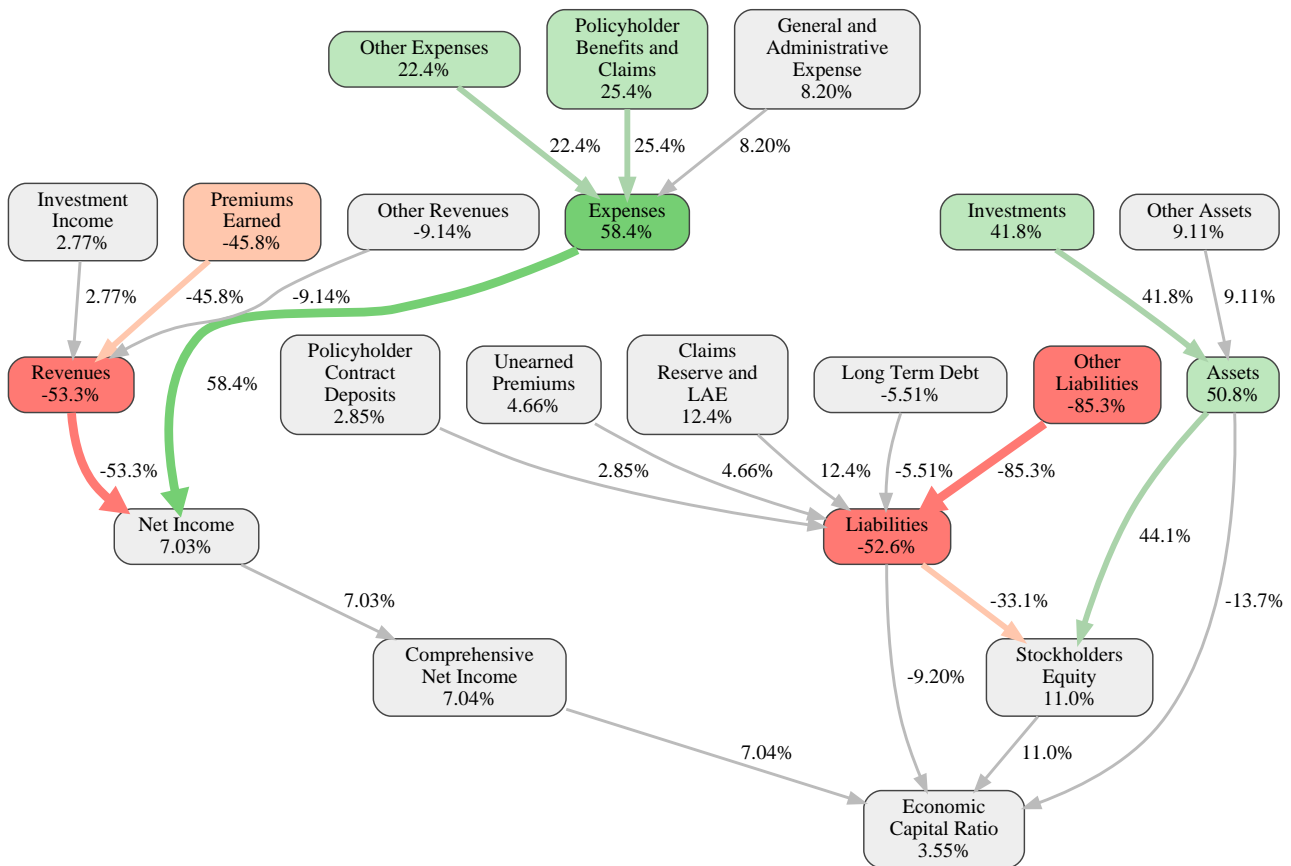 Other Expenses
22.4%
Policyholder
Benefits and
Claims
25.4%
General and
Administrative
Expense
8.20%
22.4%
25.4%
8.20%
Investment
Income
2.77%
Premiums
Earned
-45.8%
Other Revenues
-9.14%
Expenses
58.4%
Investments
41.8%
Other Assets
9.11%
2.77%
-45.8%
-9.14%
41.8%
9.11%
Revenues
-53.3%
58.4%
Policyholder
Contract
Deposits
2.85%
Unearned
Premiums
4.66%
Claims
Reserve and
LAE
12.4%
Long Term Debt
-5.51%
Other
Liabilities
-85.3%
Assets
50.8%
-53.3%
2.85%
4.66%
12.4%
-5.51%
-85.3%
Net Income
7.03%
Liabilities
-52.6%
44.1%
7.03%
-33.1%
-13.7%
Comprehensive
Net Income
7.04%
-9.20%
Stockholders
Equity
11.0%
7.04%
11.0%
Economic
Capital Ratio
3.55%